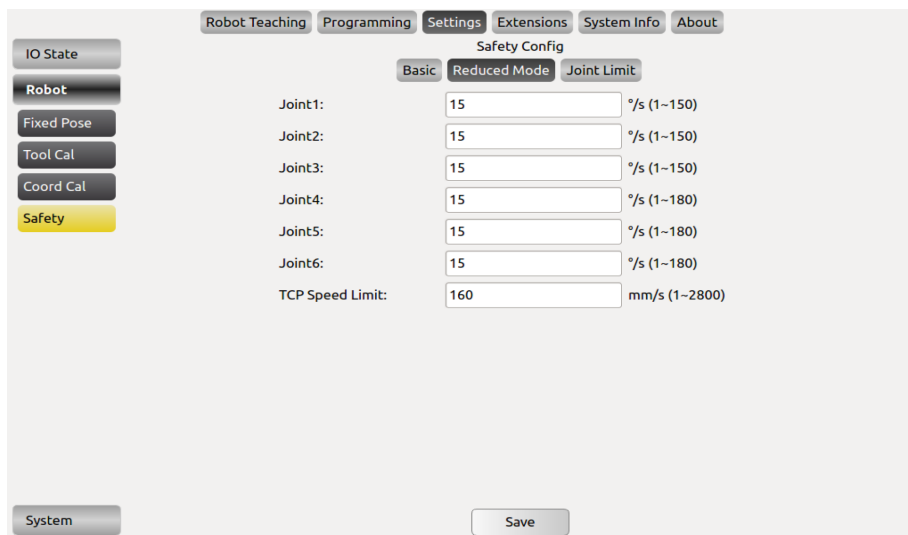 Robot Teaching Programming Settings Extensions System Info About
IO State
Robot
Fixed Pose
Tool Cal
Coord Cal
Safety
Safety Config
Basic Reduced Mode Joint Limit
Joint1: 15 °/s (1~150)
Joint2: 15 °/s (1~150)
Joint3: 15 °/s (1~150)
Joint4: 15 °/s (1~180)
Joint5: 15 °/s (1~180)
Joint6: 15 °/s (1~180)
TCP Speed Limit: 160 mm/s (1~2800)
System
Save